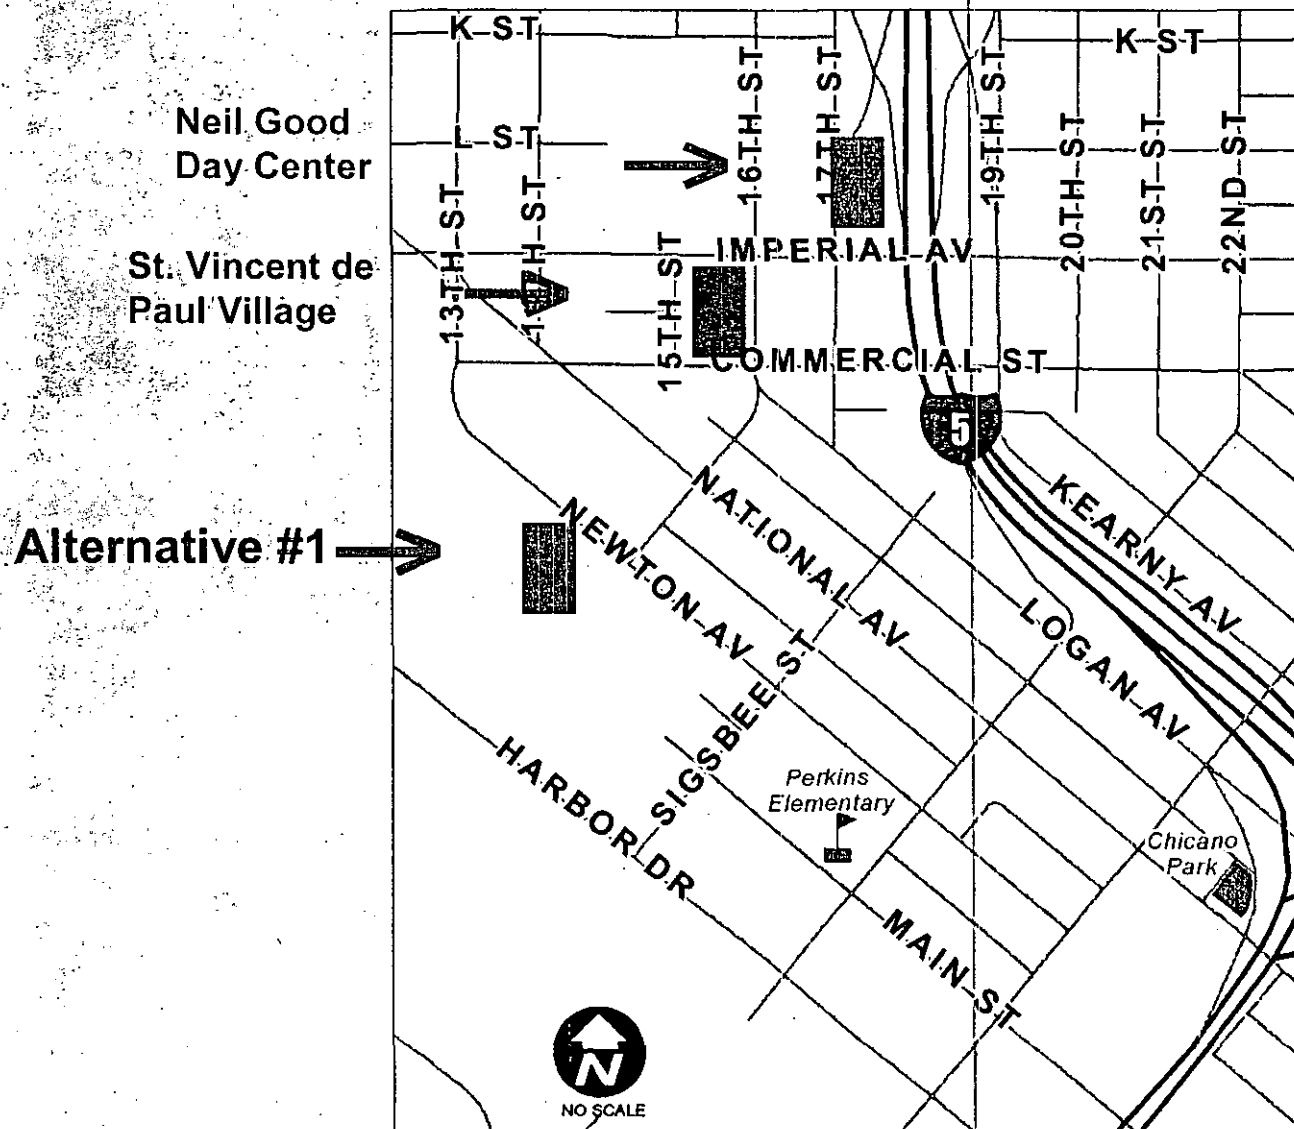 K ST
K ST
Neil Good
Day Center
L ST
16TH ST
17TH ST
19TH ST
20TH ST
21ST ST
22ND ST
13TH ST
IMPERIAL AV
St. Vincent de
Paul Village
15TH ST
COMMERCIAL ST
5
Alternative #1
NEWTON AV
NATIONAL AV
KEARNY AV
LOGAN AV
SIGSBEE ST
HARBOR DR
Perkins
Elementary
Chicano
Park
MAIN ST
N
NO SCALE